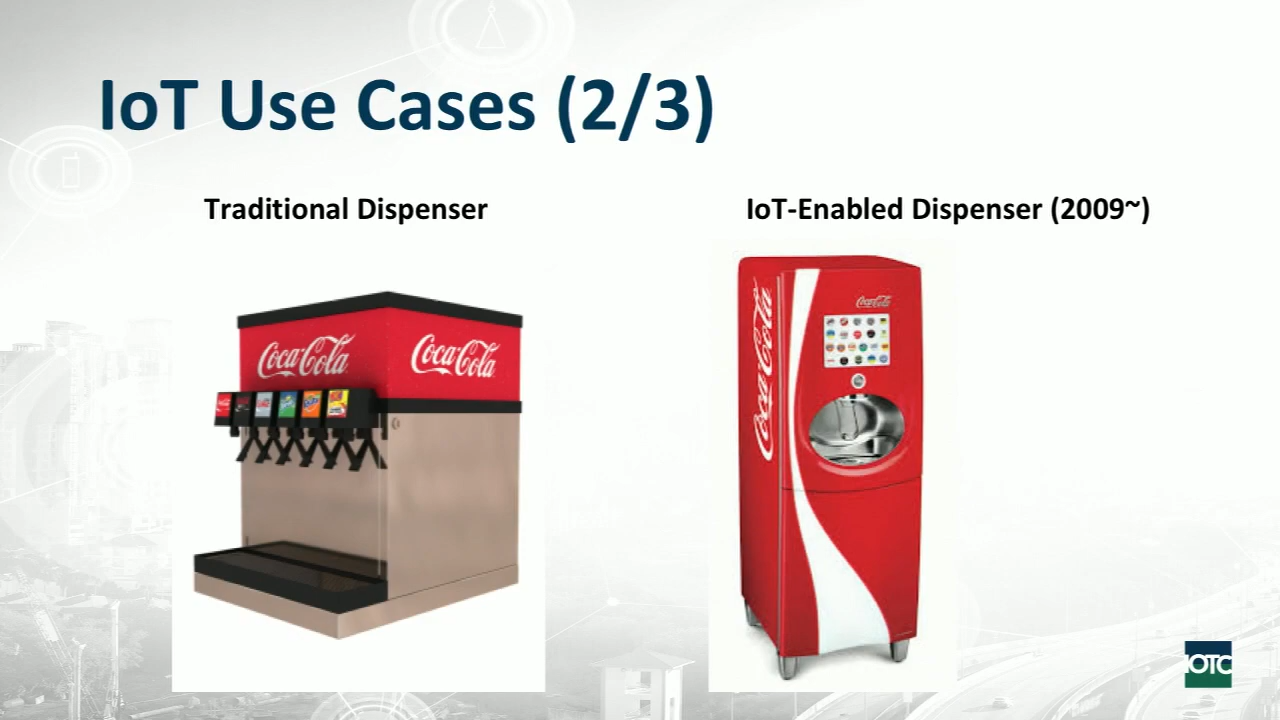 IoT Use Cases (2/3)
Traditional Dispenser
IoT-Enabled Dispenser (2009~)
Coca-Cola
Coca-Cola
Coca-Cola
Coca-Cola
IOTC